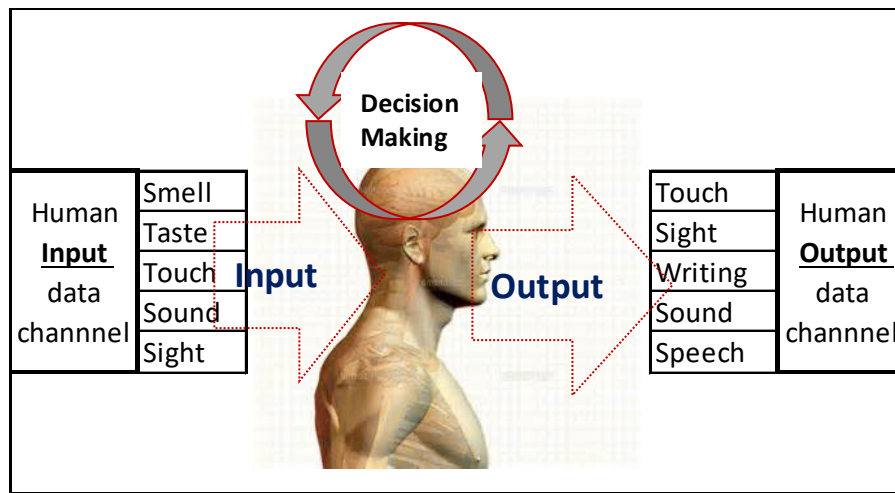 Decision
Making
Human
Input
data
channnel
Smell
Taste
Touch
Sound
Sight
Input
Output
Touch
Sight
Writing
Sound
Speech
Human
Output
data
channnel